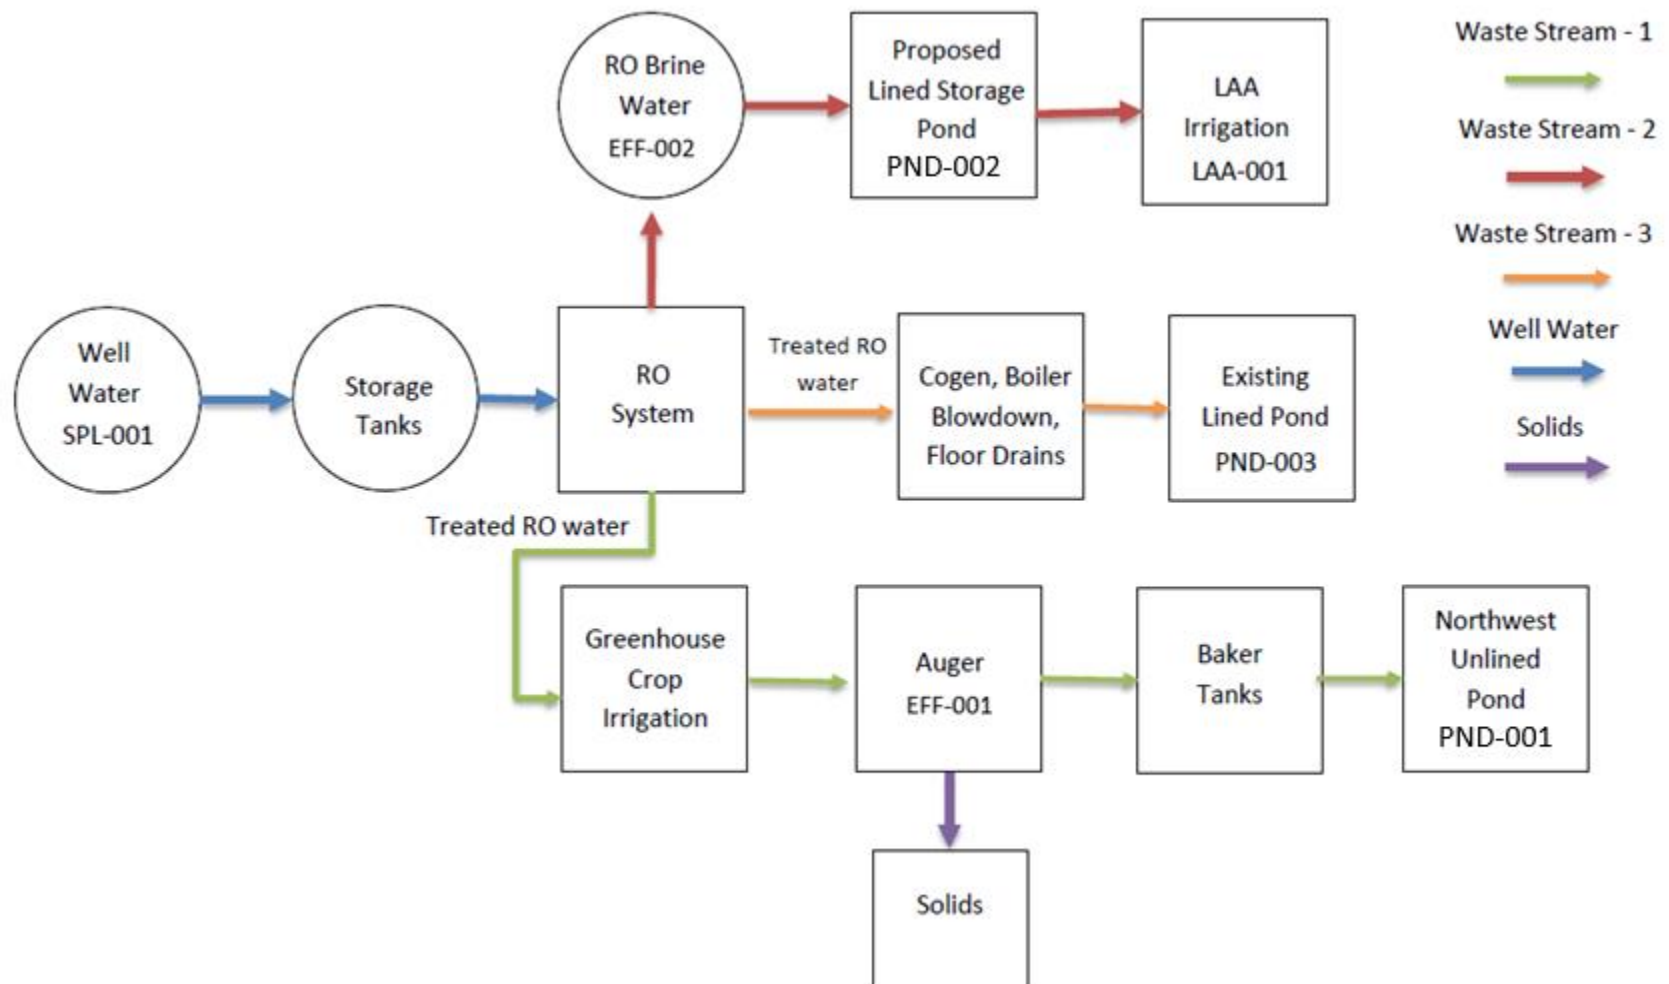 RO Brine
Water
EFF-002
Proposed
Lined Storage
Pond
PND-002
LAA
Irrigation
LAA-001
Waste Stream - 1
Waste Stream - 2
Waste Stream - 3
Well Water
Solids
Well
Water
SPL-001
Storage
Tanks
RO
System
Treated RO
water
Cogen, Boiler
Blowdown,
Floor Drains
Existing
Lined Pond
PND-003
Treated RO water
Greenhouse
Crop
Irrigation
Auger
EFF-001
Baker
Tanks
Northwest
Unlined
Pond
PND-001
Solids